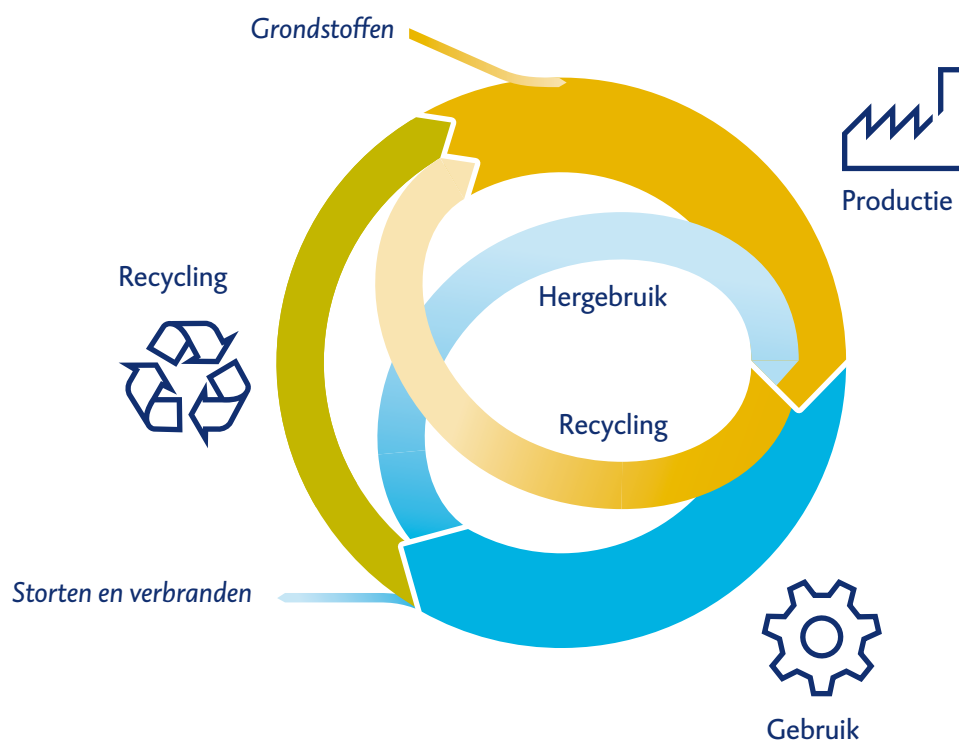 Grondstoffen
Productie
Recycling
Hergebruik
Recycling
Storten en verbranden
Gebruik